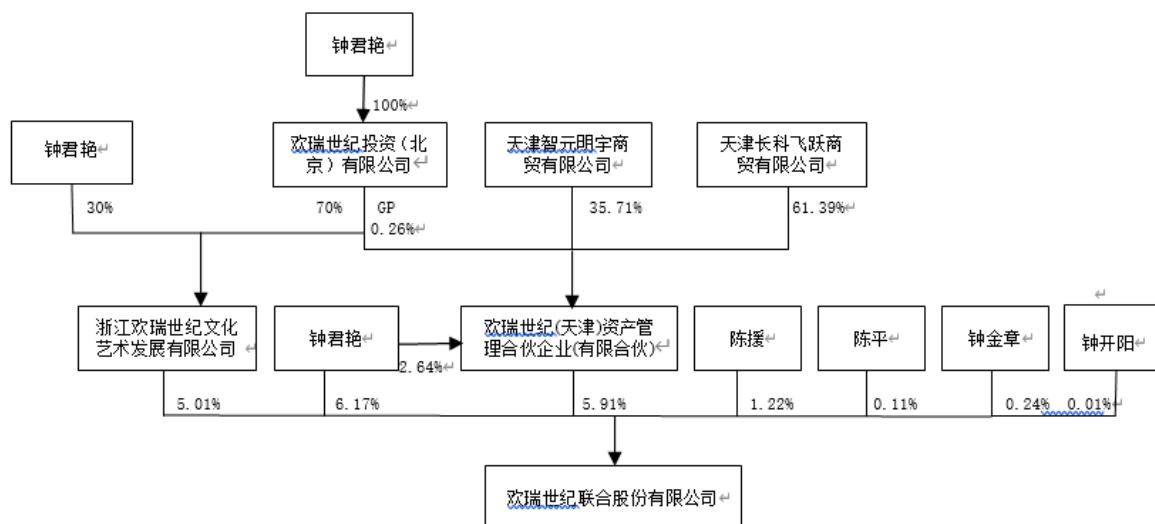 钟君艳
100%
钟君艳
欢瑞世纪投资（北
京）有限公司
天津智元明宇商
贸有限公司
天津长科飞跃商
贸有限公司
30%
70%
GP
0.26%
35.71%
61.39%
浙江欢瑞世纪文化
艺术发展有限公司
钟君艳
2.64%
欢瑞世纪(天津)资产管
理合伙企业(有限合伙)
陈援
陈平
钟金章
钟开阳
5.01%
6.17%
5.91%
1.22%
0.11%
0.24%
0.01%
欢瑞世纪联合股份有限公司